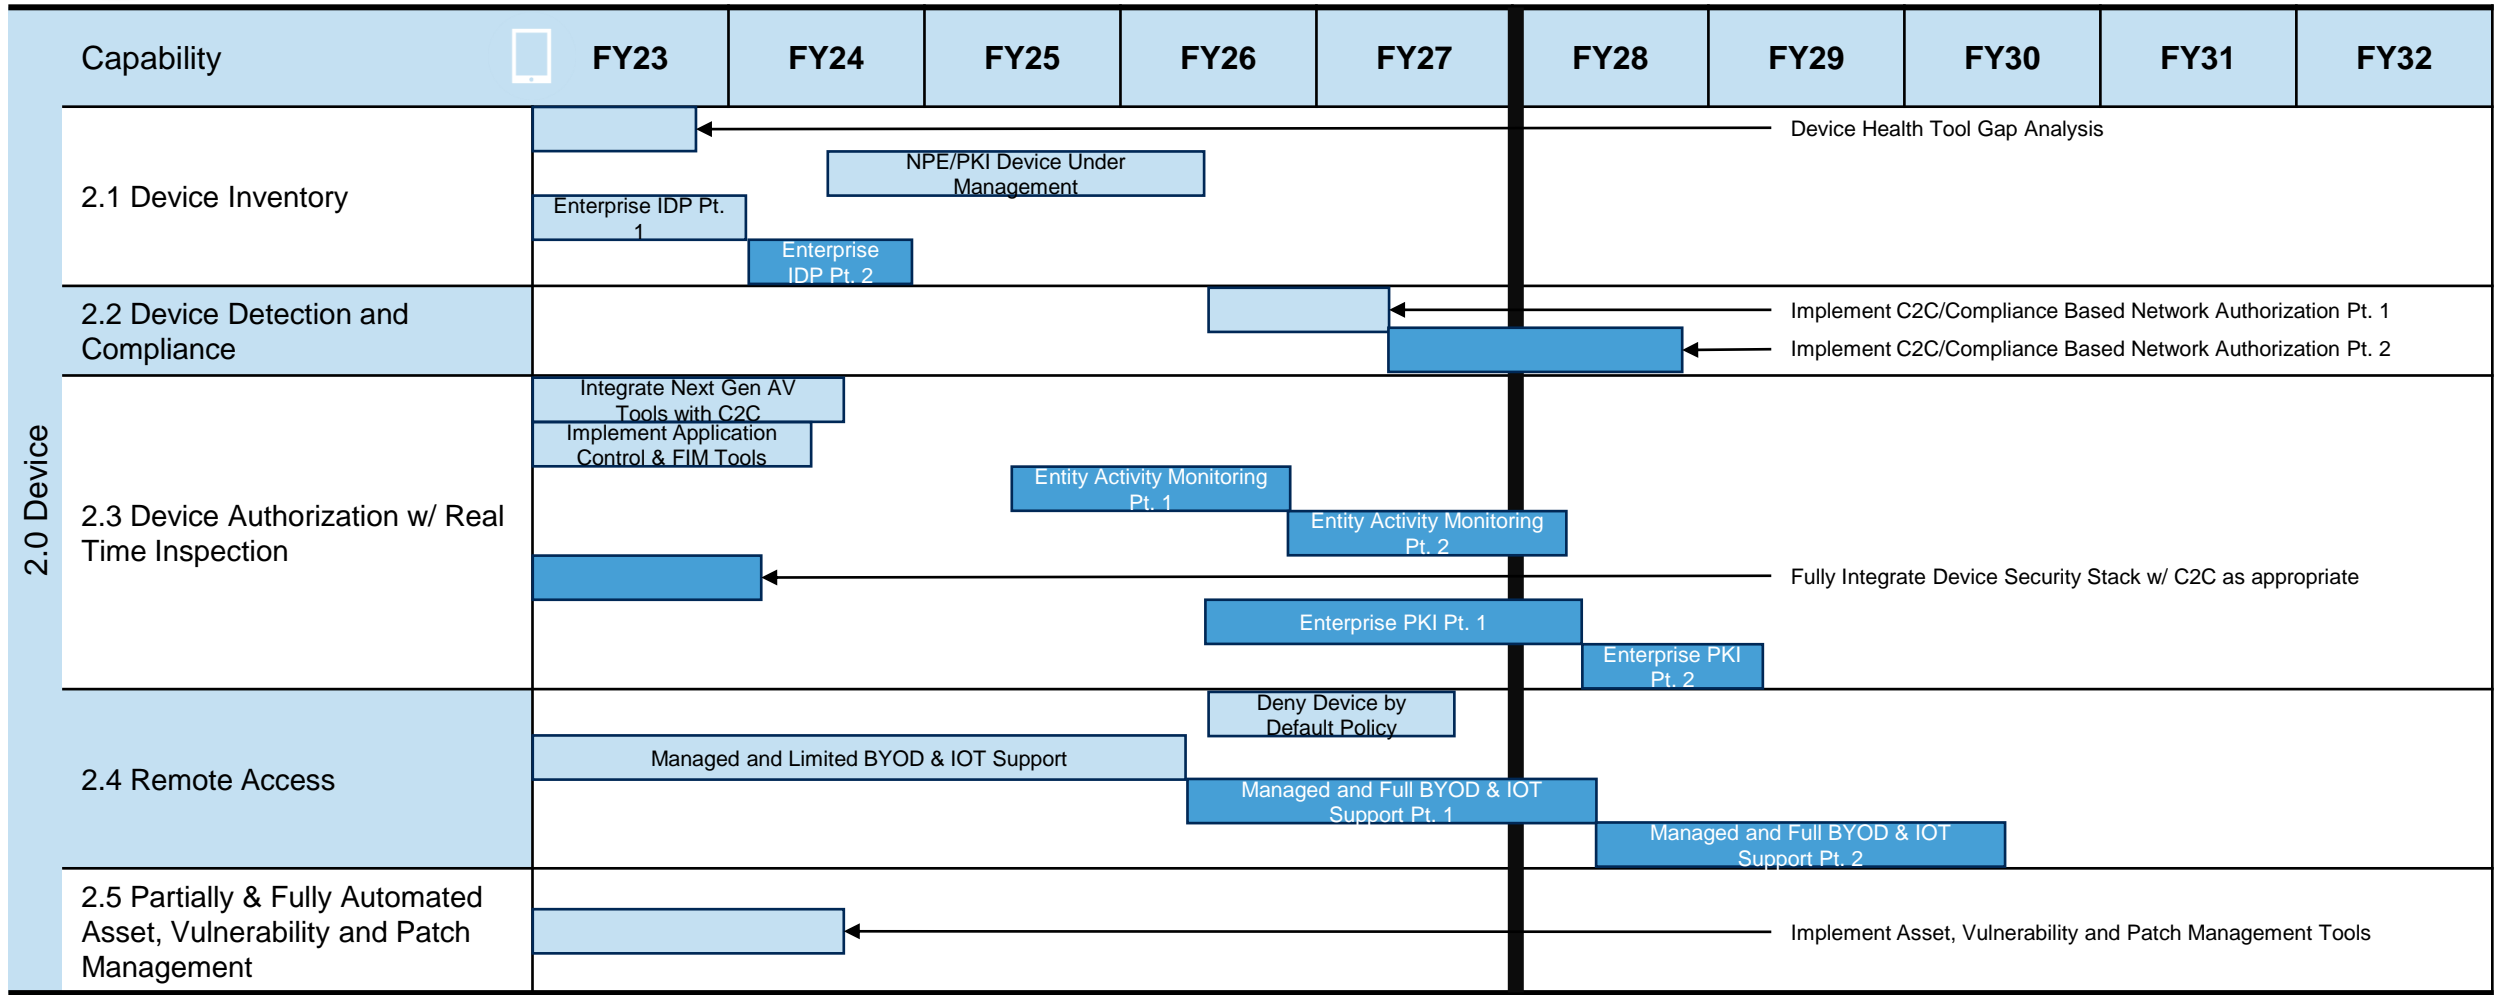 Capability
FY23
FY24
FY25
FY26
FY27
FY28
FY29
FY30
FY31
FY32
2.0 Device
2.1 Device Inventory
Device Health Tool Gap Analysis
NPE/PKI Device Under
Management
Enterprise IDP Pt.
1
Enterprise
IDP Pt. 2
2.2 Device Detection and
Compliance
Implement C2C/Compliance Based Network Authorization Pt. 1
Implement C2C/Compliance Based Network Authorization Pt. 2
2.3 Device Authorization w/ Real
Time Inspection
Integrate Next Gen AV
Tools with C2C
Implement Application
Control & FIM Tools
Entity Activity Monitoring
Pt. 1
Entity Activity Monitoring
Pt. 2
Fully Integrate Device Security Stack w/ C2C as appropriate
Enterprise PKI Pt. 1
Enterprise PKI
Pt. 2
2.4 Remote Access
Deny Device by
Default Policy
Managed and Limited BYOD & IOT Support
Managed and Full BYOD & IOT
Support Pt. 1
Managed and Full BYOD & IOT
Support Pt. 2
2.5 Partially & Fully Automated
Asset, Vulnerability and Patch
Management
Implement Asset, Vulnerability and Patch Management Tools